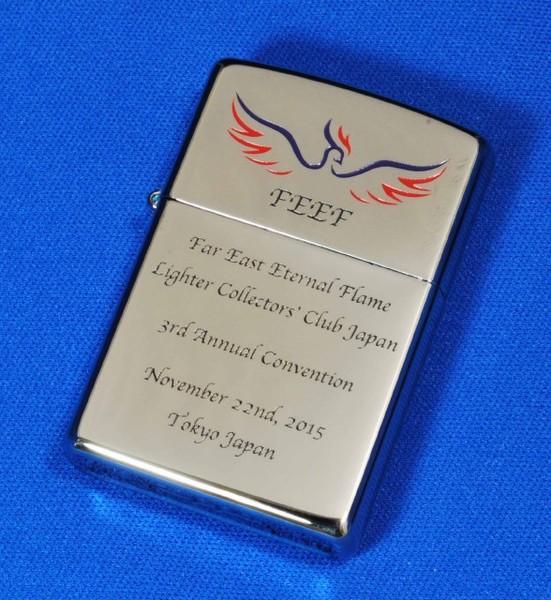 FEEF
Far East Eternal Flame
Lighter Collectors' Club Japan
3rd Annual Convention
November 22nd, 2015
Tokyo Japan